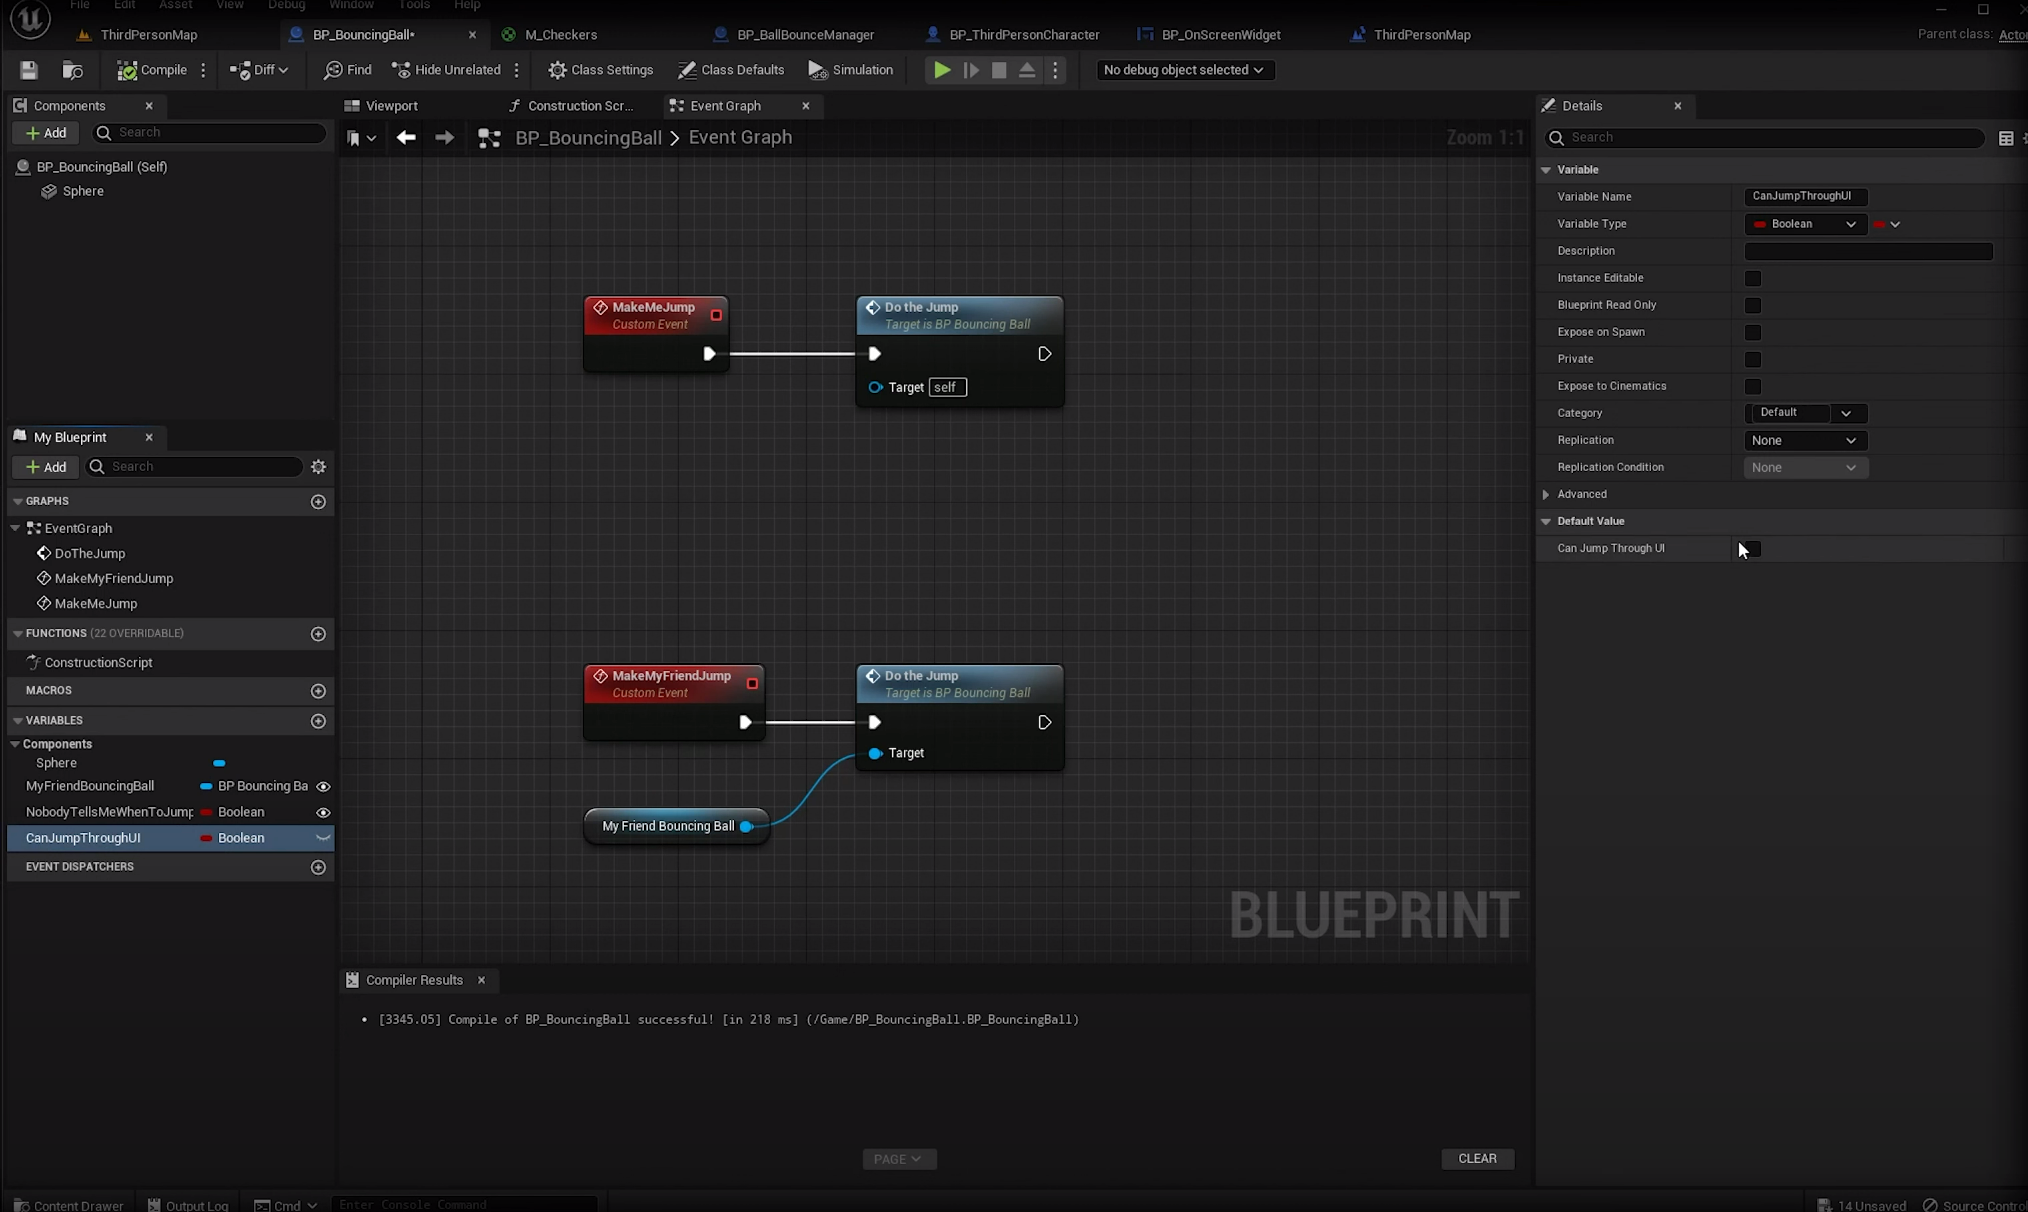 File Edit Asset View Debug Window Tools Help
ThirdPersonMap BP_BouncingBall* M_Checkers BP_BallBounceManager BP_ThirdPersonCharacter BP_OnScreenWidget ThirdPersonMap Parent class:
Compile Diff Find Hide Unrelated Class Settings Class Defaults Simulation No debug object selected
Components
Add Search
BP_BouncingBall (Self)
Sphere
My Blueprint
Add Search
GRAPHS
EventGraph
DoTheJump
MakeMyFriendJump
MakeMeJump
FUNCTIONS (22 OVERRIDABLE)
ConstructionScript
MACROS
VARIABLES
Components
Sphere
MyFriendBouncingBall BP Bouncing Ba
NobodyTellsMeWhenToJump Boolean
CanJumpThroughUI Boolean
EVENT DISPATCHERS
Viewport Construction Scr... Event Graph
BP_BouncingBall > Event Graph Zoom 1:1
MakeMeJump
Custom Event
Do the Jump
Target is BP Bouncing Ball
Target self
MakeMyFriendJump
Custom Event
Do the Jump
Target is BP Bouncing Ball
Target
My Friend Bouncing Ball
BLUEPRINT
Compiler Results
• [3345.05] Compile of BP_BouncingBall successful! [in 218 ms] (/Game/BP_BouncingBall.BP_BouncingBall)
PAGE CLEAR
Details
Search
Variable
Variable Name CanJumpThroughUI
Variable Type Boolean
Description
Instance Editable
Blueprint Read Only
Expose on Spawn
Private
Expose to Cinematics
Category Default
Replication None
Replication Condition None
Advanced
Default Value
Can Jump Through UI
Content Drawer Output Log Cmd Enter Console Command 14 Unsaved Source